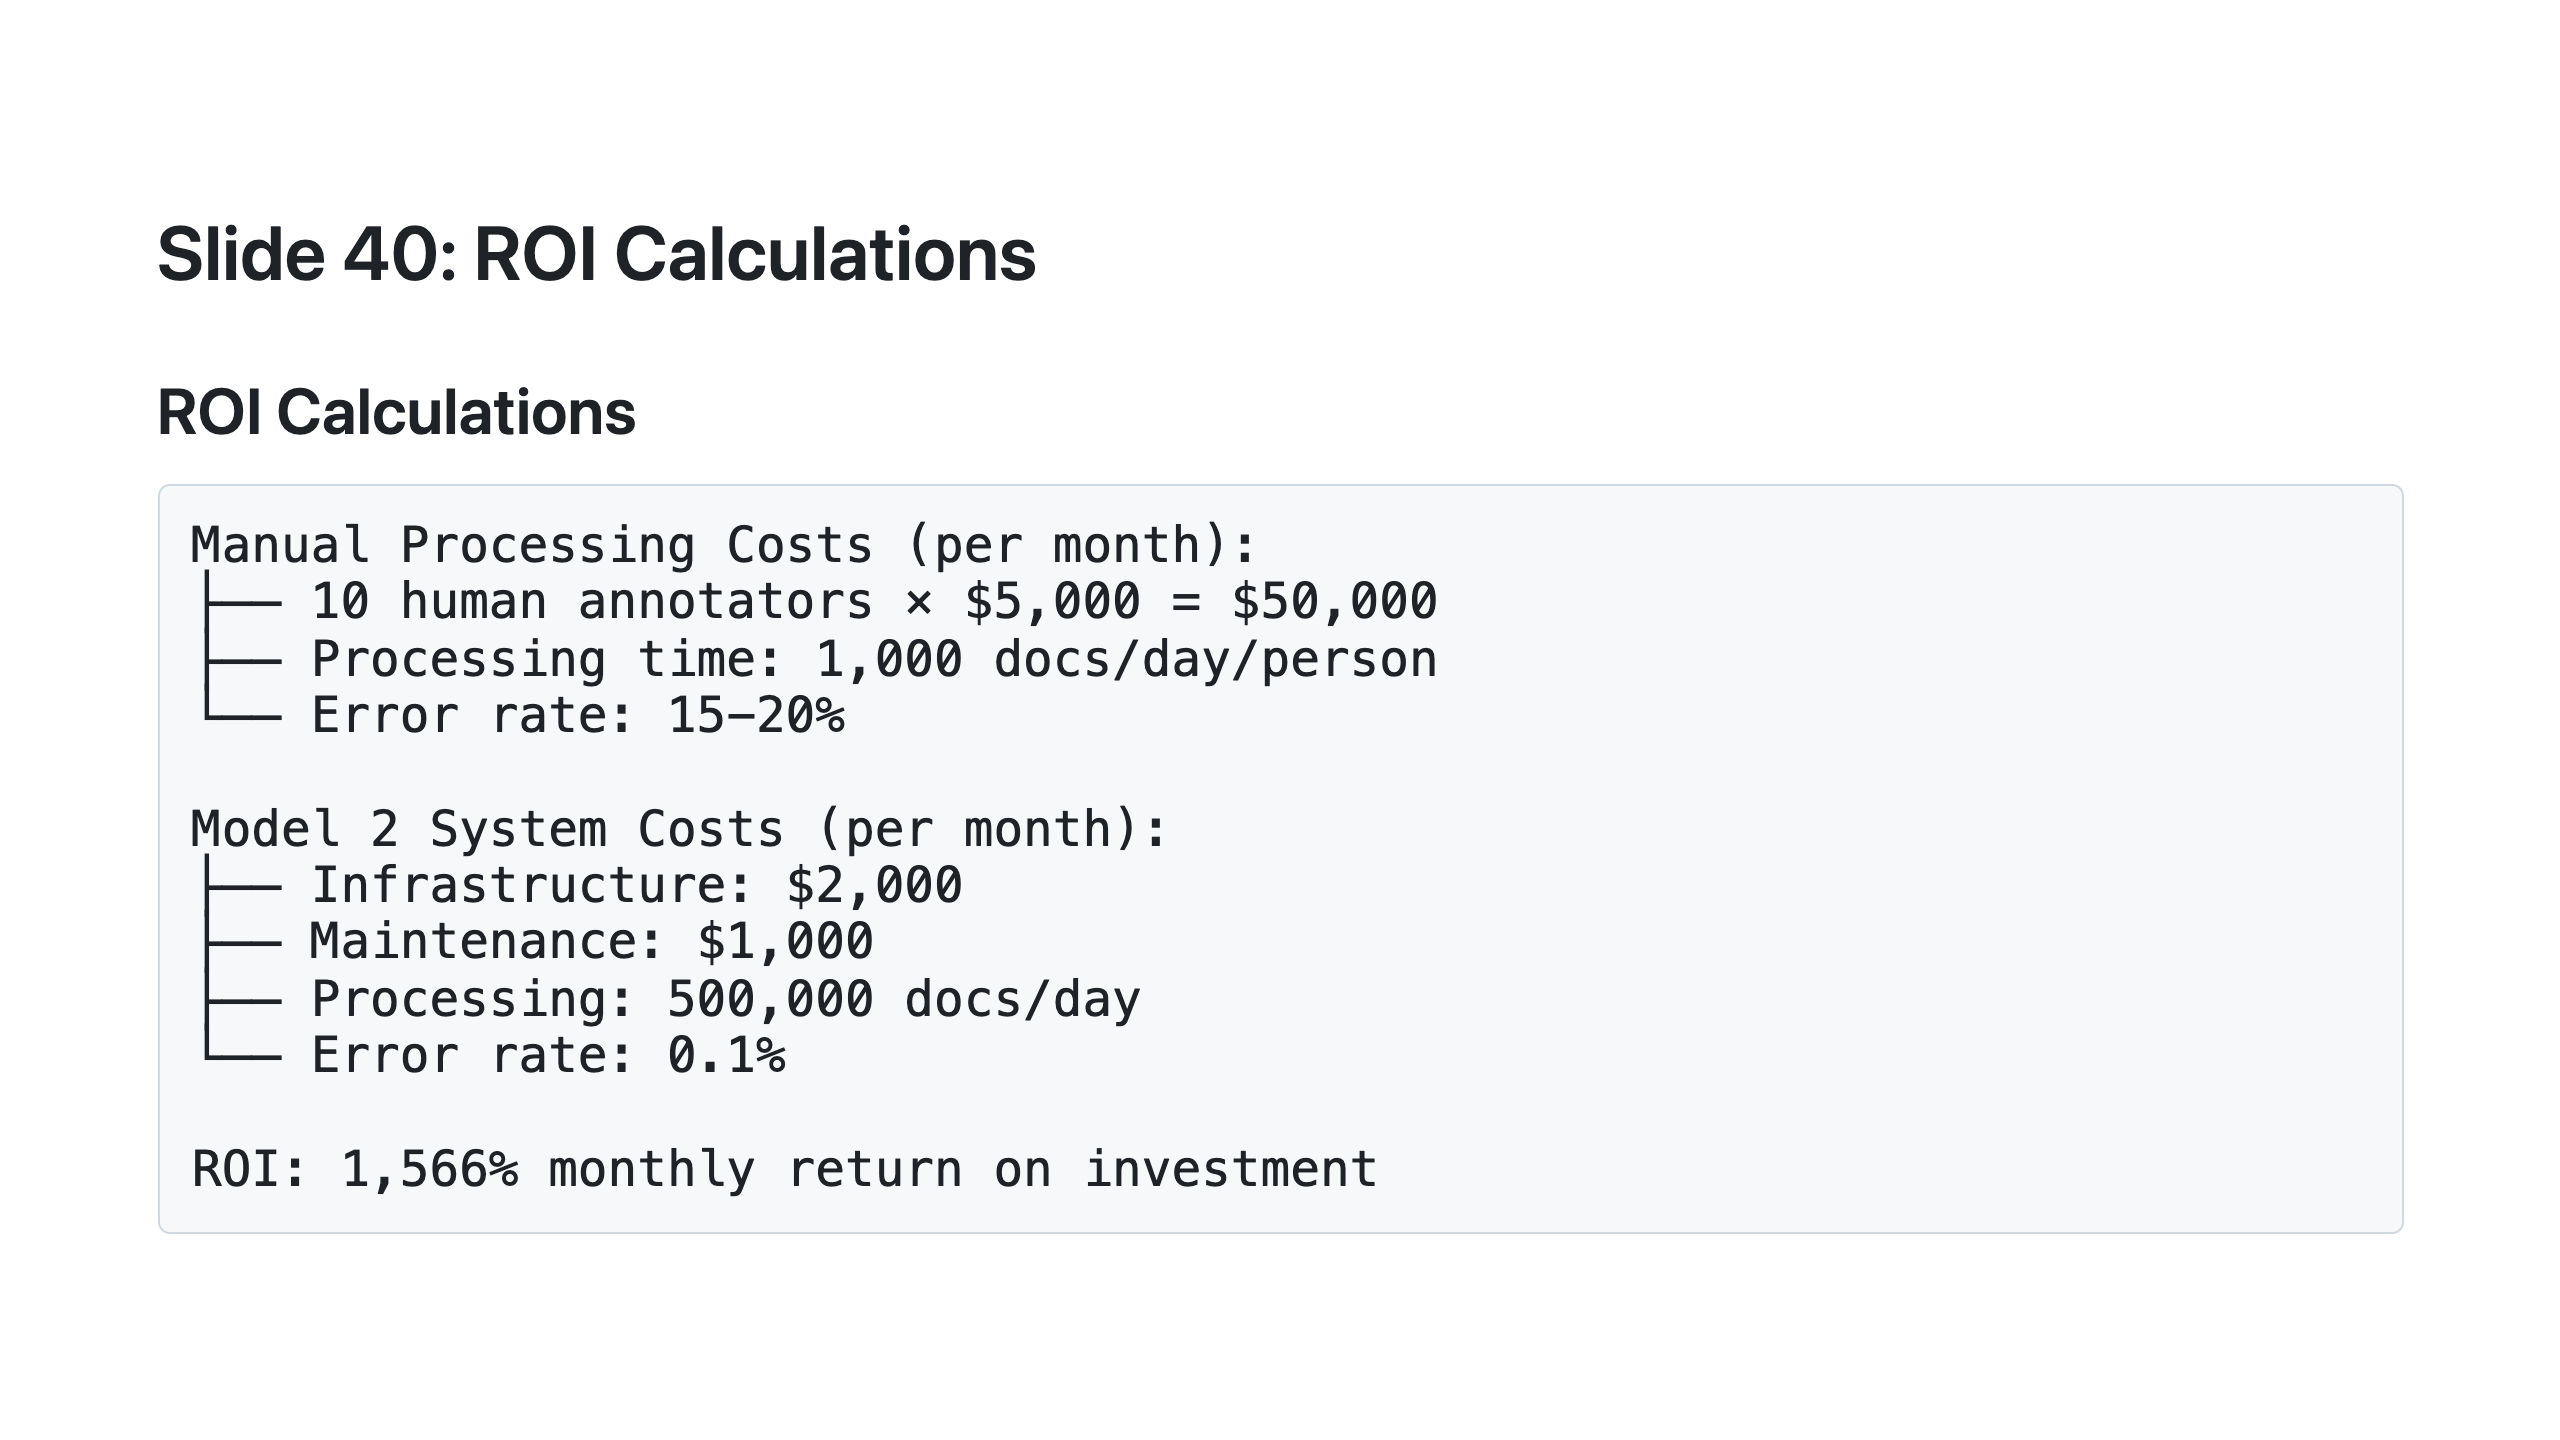 Slide 40: ROI Calculations
ROI Calculations
Manual Processing Costs (per month):
├── 10 human annotators × $5,000 = $50,000
├── Processing time: 1,000 docs/day/person
└── Error rate: 15-20%
Model 2 System Costs (per month):
├── Infrastructure: $2,000
├── Maintenance: $1,000
├── Processing: 500,000 docs/day
└── Error rate: 0.1%
ROI: 1,566% monthly return on investment